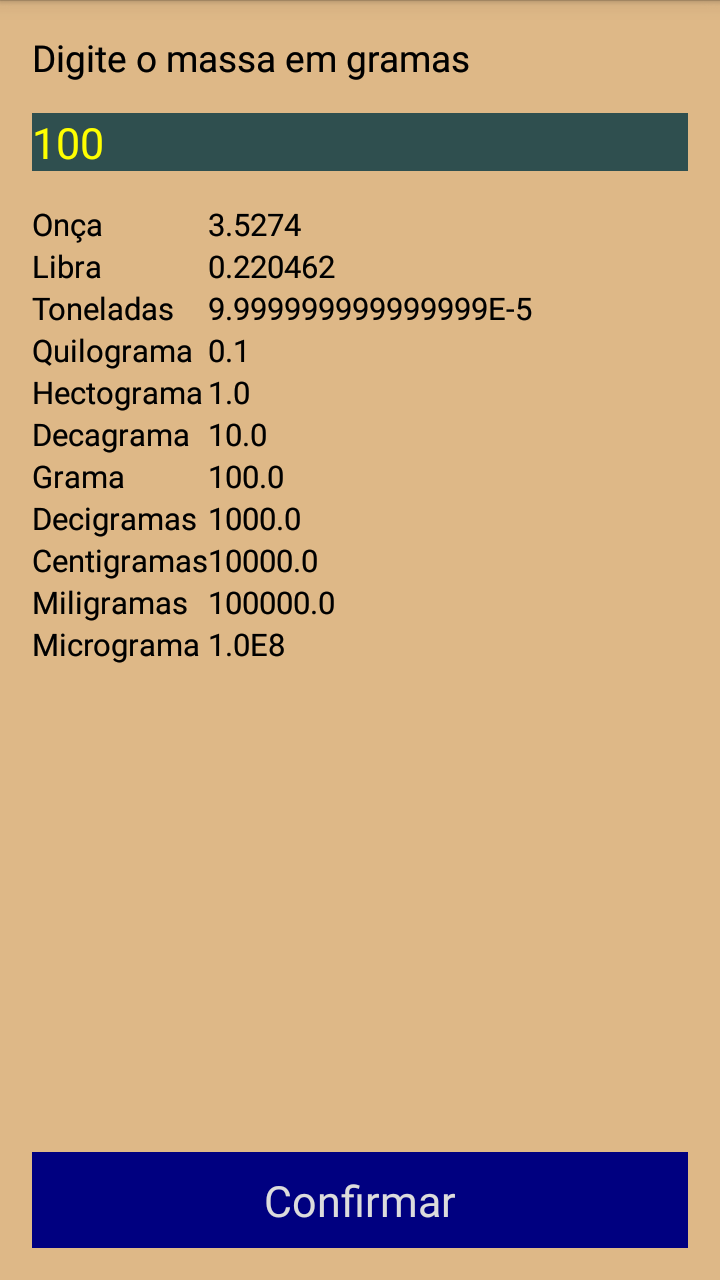 Digite o massa em gramas
100
Onça 3.5274
Libra 0.220462
Toneladas 9.999999999999999E-5
Quilograma 0.1
Hectograma 1.0
Decagrama 10.0
Grama 100.0
Decigramas 1000.0
Centigramas 10000.0
Miligramas 100000.0
Micrograma 1.0E8
Confirmar